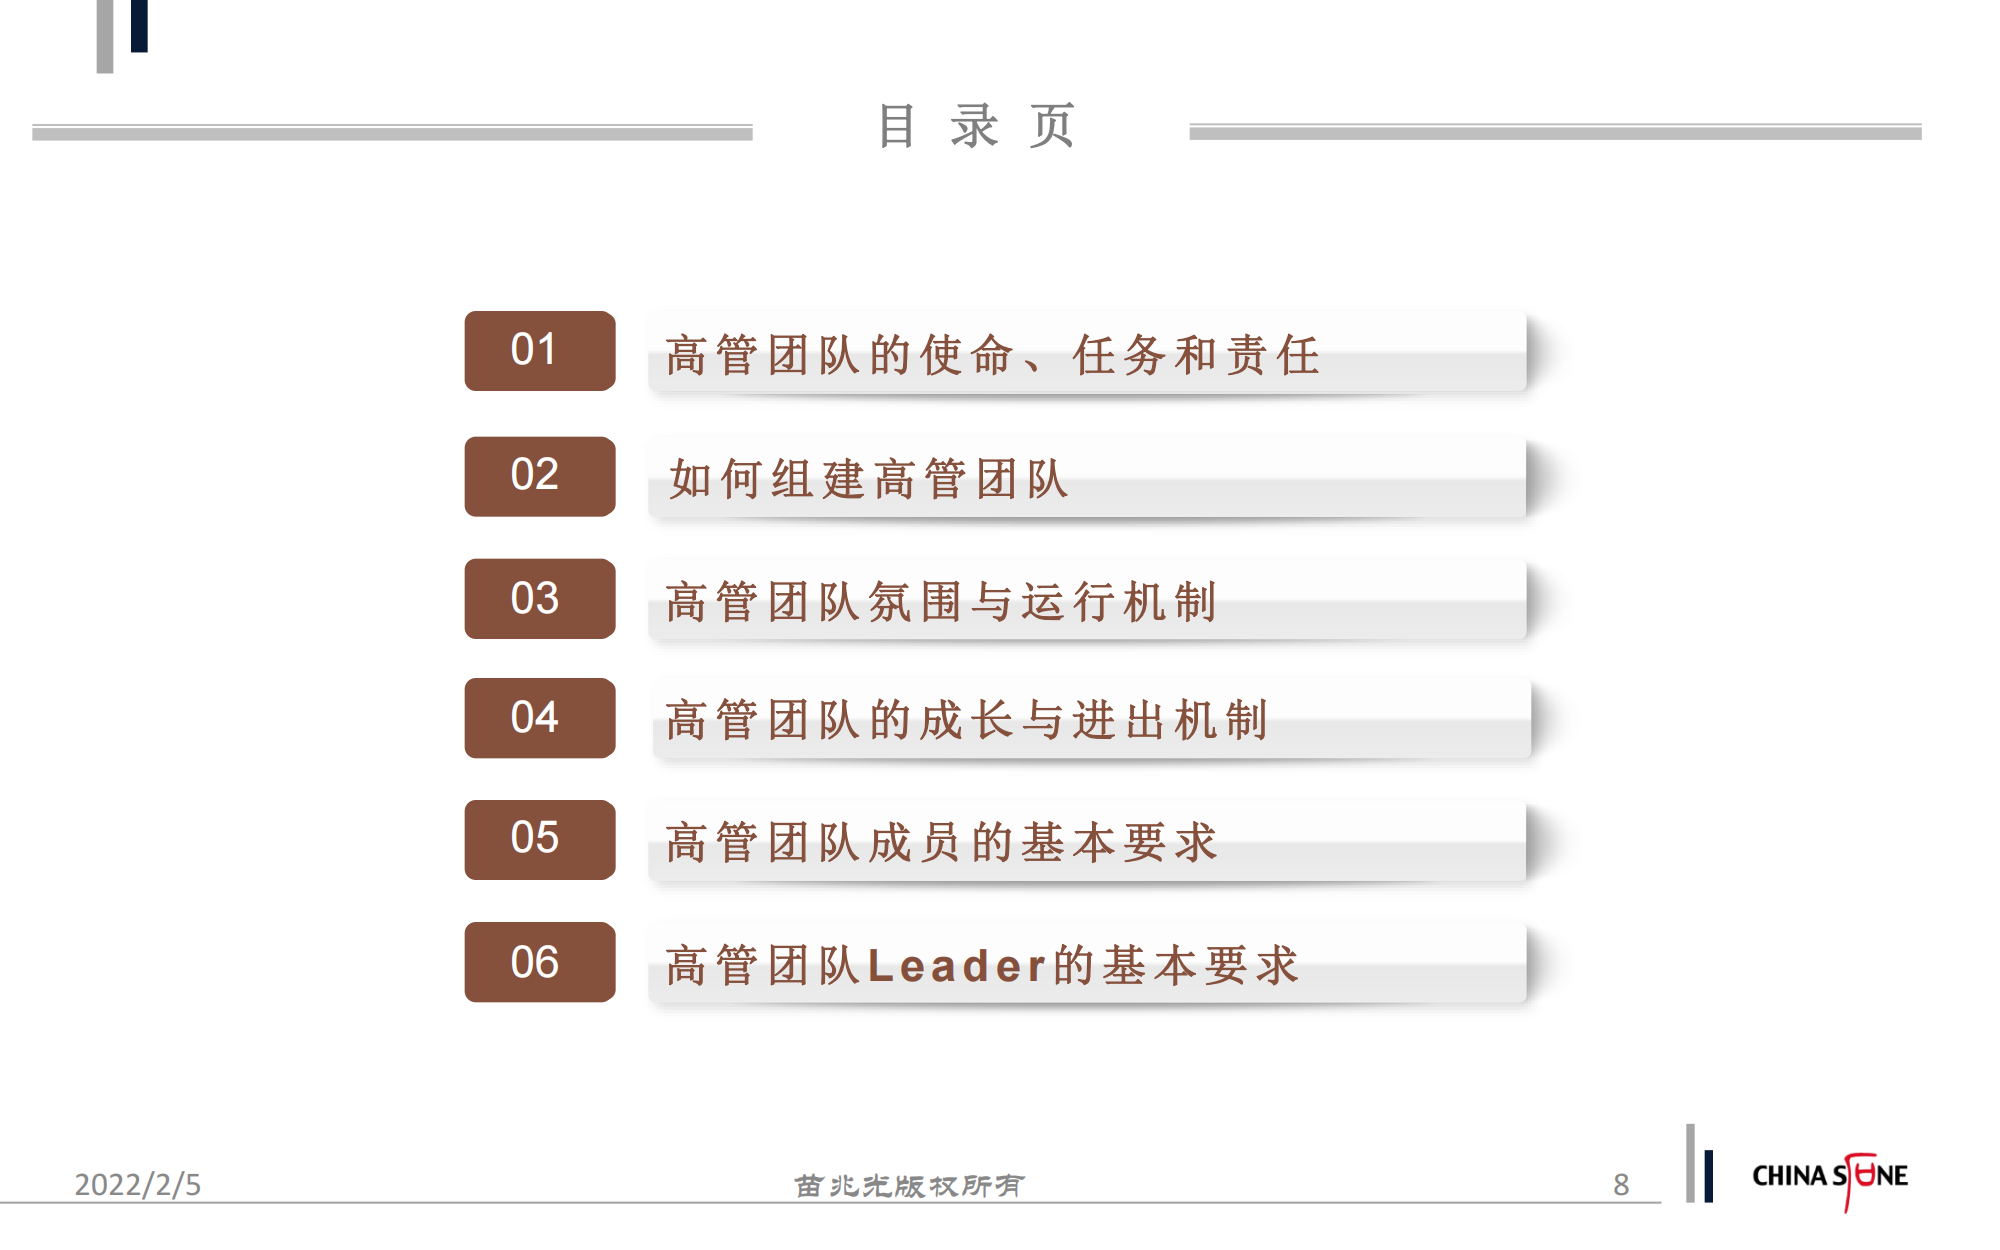 目录页
01 高管团队的使命、任务和责任
02 如何组建高管团队
03 高管团队氛围与运行机制
04 高管团队的成长与进出机制
05 高管团队成员的基本要求
06 高管团队Leader的基本要求
2022/2/5 苗兆光版权所有 8 CHINA STONE